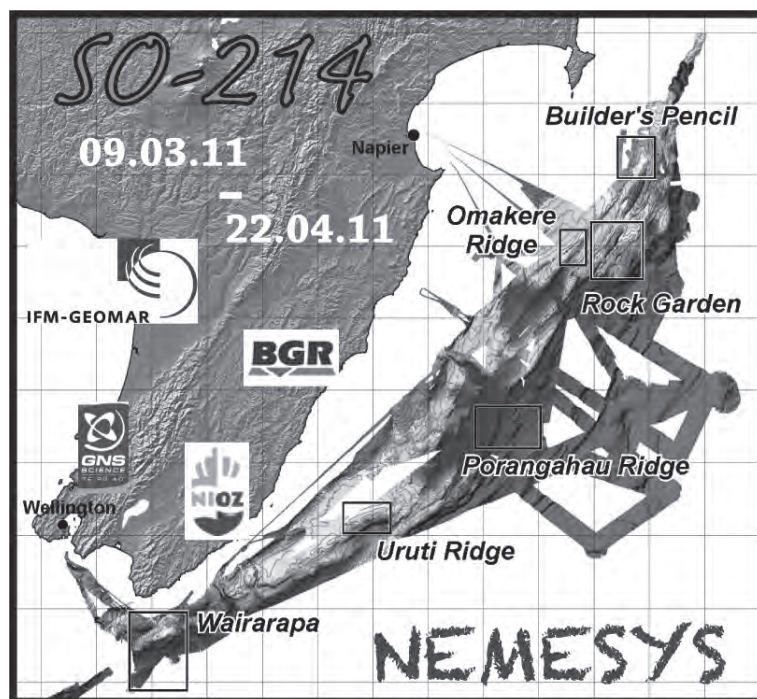 SO-214
09.03.11
–
22.04.11
Napier
Builder's Pencil
Omakere
Ridge
Rock Garden
IFM-GEOMAR
BGR
GNS
SCIENCE
NIOZ
Porangahau Ridge
Wellington
Uruti Ridge
Wairarapa
NEMESYS